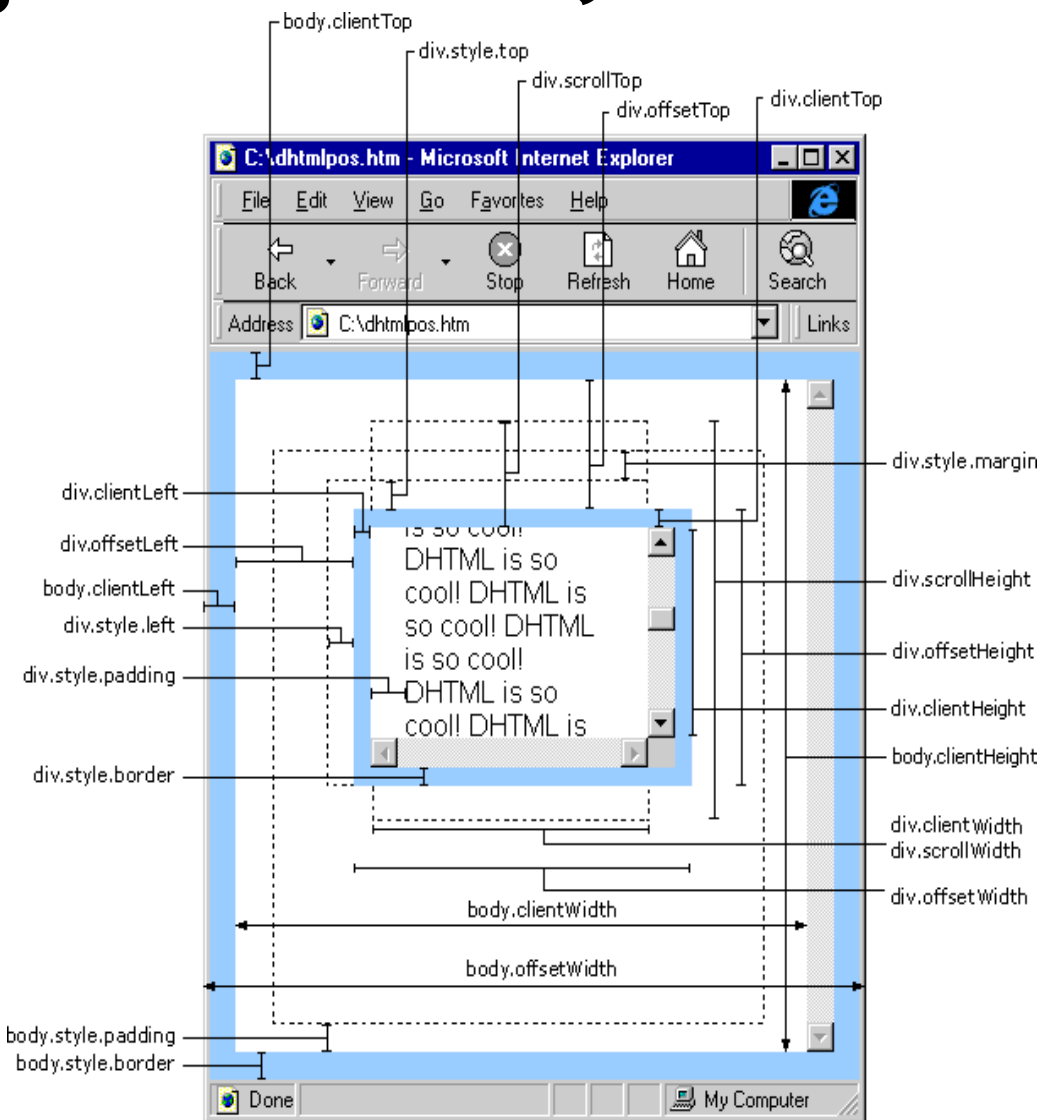 body.clientTop
div.style.top
div.scrollTop
div.offsetTop
div.clientTop
C:\dhtmlpos.htm - Microsoft Internet Explorer
File Edit View Go Favorites Help
Back Forward Stop Refresh Home Search
Address C:\dhtmlpos.htm Links
div.style.margin
div.clientLeft
div.offsetLeft
body.clientLeft
div.style.left
div.style.padding
div.style.border
is so cool!
DHTML is so
cool! DHTML is
so cool! DHTML
is so cool!
DHTML is so
cool! DHTML is
div.scrollHeight
div.offsetHeight
div.clientHeight
body.clientHeight
div.clientWidth
div.scrollWidth
div.offsetWidth
body.clientWidth
body.offsetWidth
body.style.padding
body.style.border
Done My Computer